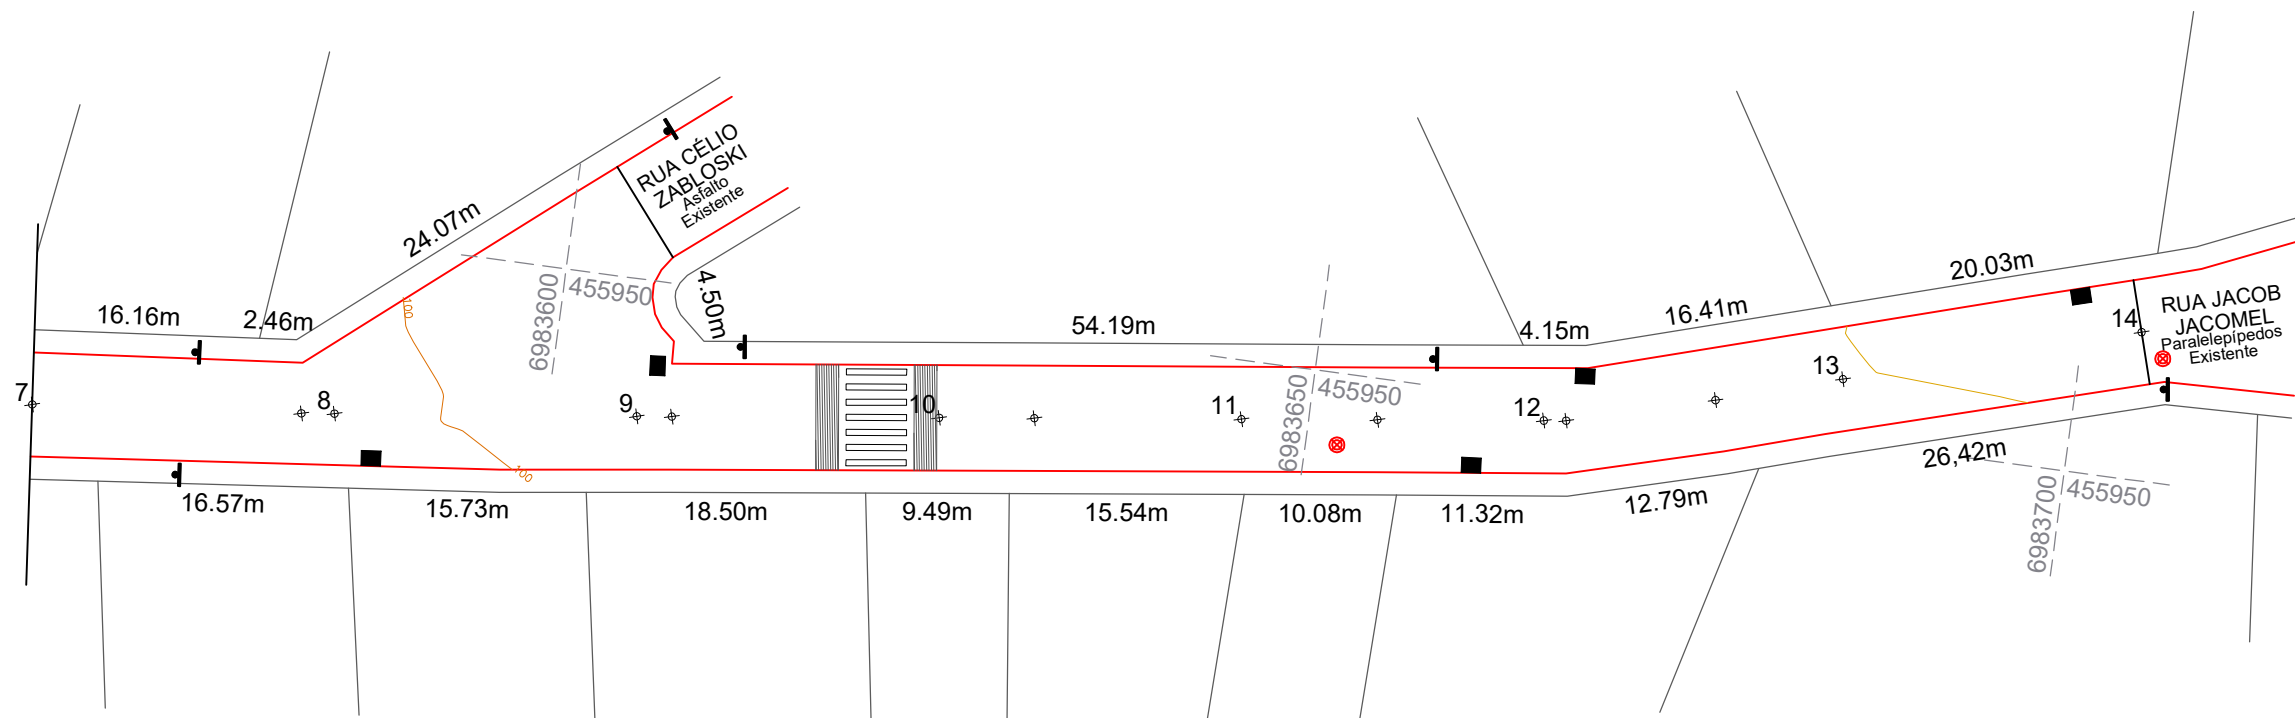 RUA CÉLIO
ZABLOSKI
Asfalto
Existente
24.07m
16.16m
2.46m
100
6983600
455950
4.50m
54.19m
4.15m
16.41m
20.03m
RUA JACOB
JACOMEL
Paralelepípedos
Existente
7
8
9
10
11
12
13
14
6983650
455950
100
16.57m
15.73m
18.50m
9.49m
15.54m
10.08m
11.32m
12.79m
26,42m
6983700
455950